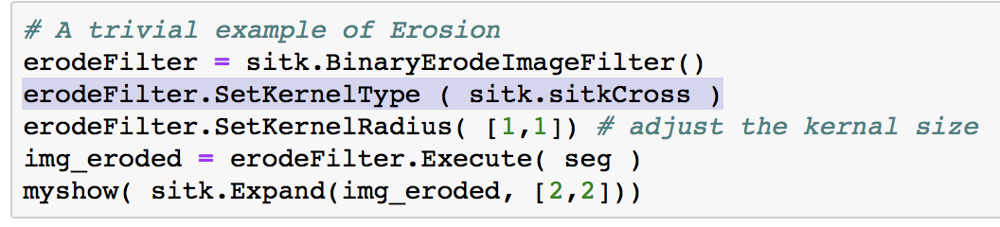 # A trivial example of Erosion
erodeFilter = sitk.BinaryErodeImageFilter()
erodeFilter.SetKernelType ( sitk.sitkCross )
erodeFilter.SetKernelRadius( [1,1]) # adjust the kernal size
img_eroded = erodeFilter.Execute( seg )
myshow( sitk.Expand(img_eroded, [2,2]))